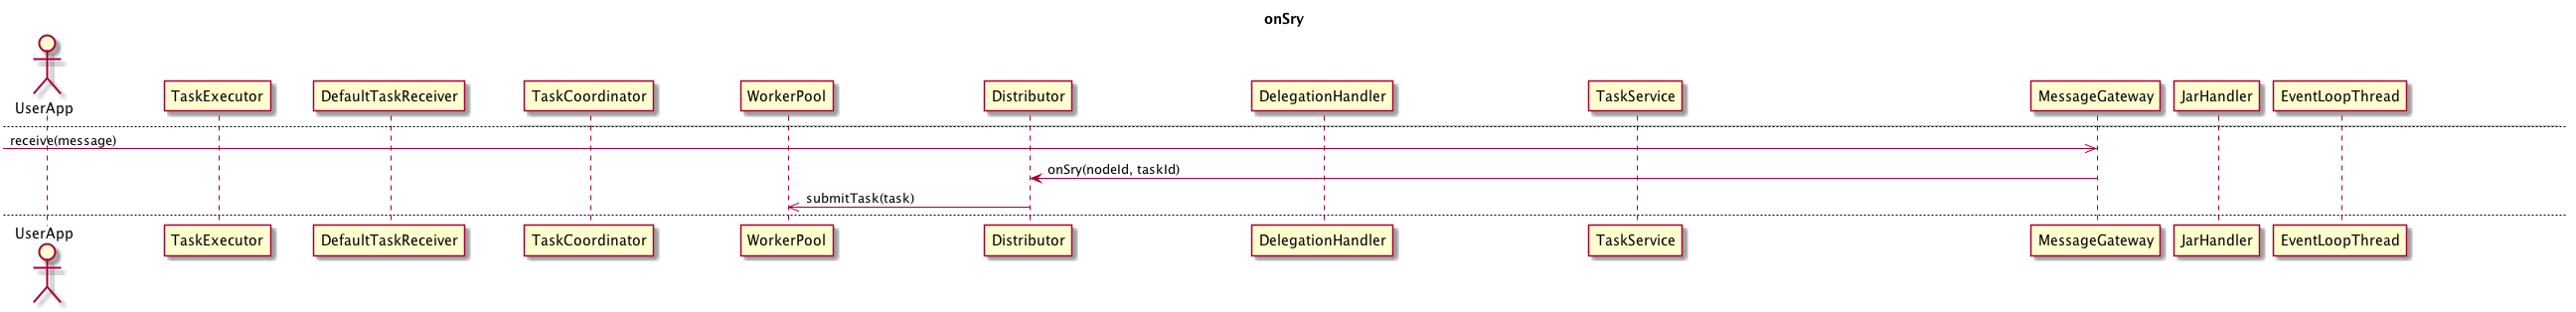 onSry
UserApp
TaskExecutor
DefaultTaskReceiver
TaskCoordinator
WorkerPool
Distributor
DelegationHandler
TaskService
MessageGateway
JarHandler
EventLoopThread
receive(message)
onSry(nodeId, taskId)
submitTask(task)
UserApp
TaskExecutor
DefaultTaskReceiver
TaskCoordinator
WorkerPool
Distributor
DelegationHandler
TaskService
MessageGateway
JarHandler
EventLoopThread